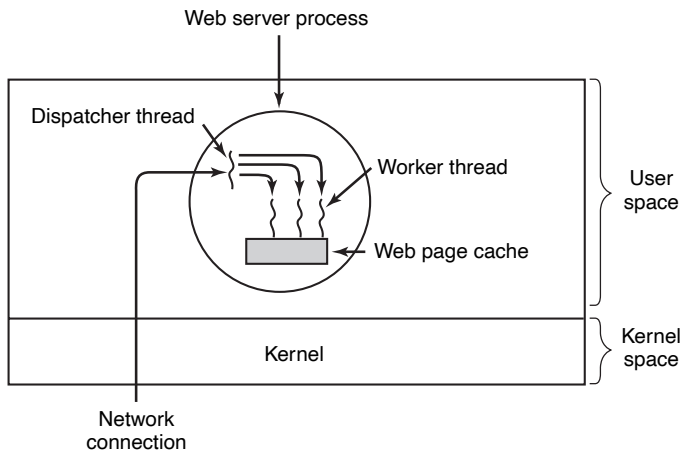 Web server process
Dispatcher thread
Worker thread
User
space
Web page cache
Kernel
Kernel
space
Network
connection